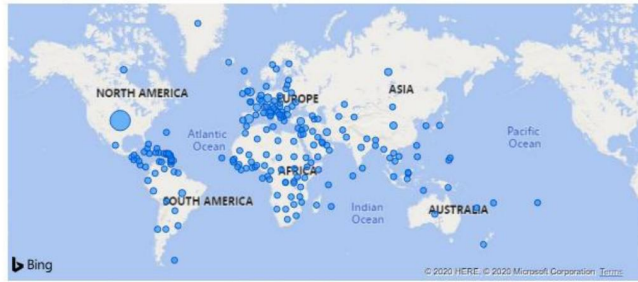 NORTH AMERICA
EUROPE
ASIA
Atlantic
Ocean
Pacific
Ocean
AFRICA
SOUTH AMERICA
Indian
Ocean
AUSTRALIA
Bing
© 2020 HERE, © 2020 Microsoft Corporation Terms